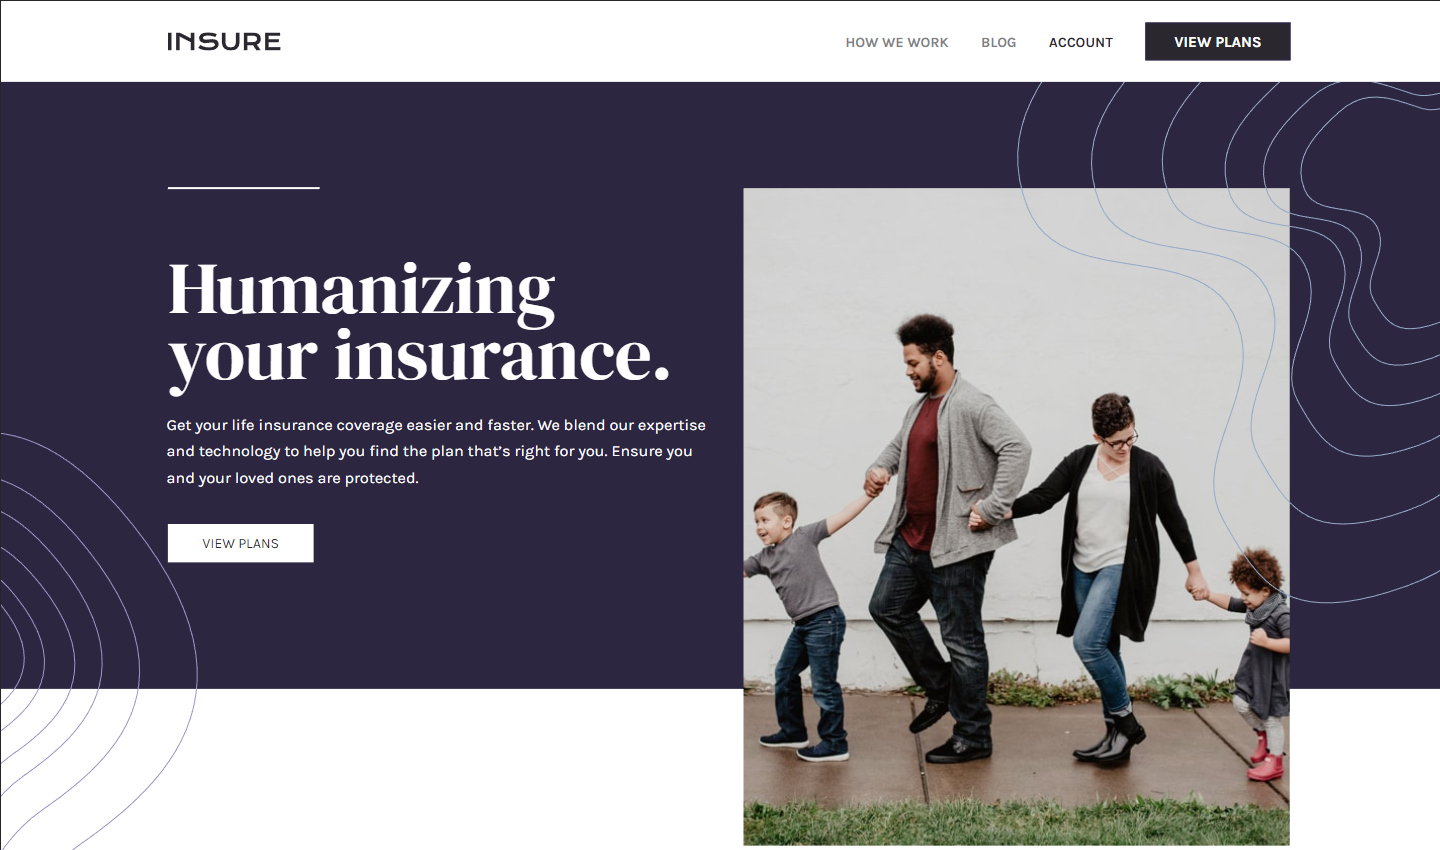 INSURE
HOW WE WORK
BLOG
ACCOUNT
VIEW PLANS
Humanizing
your insurance.
Get your life insurance coverage easier and faster. We blend our expertise
and technology to help you find the plan that’s right for you. Ensure you
and your loved ones are protected.
VIEW PLANS